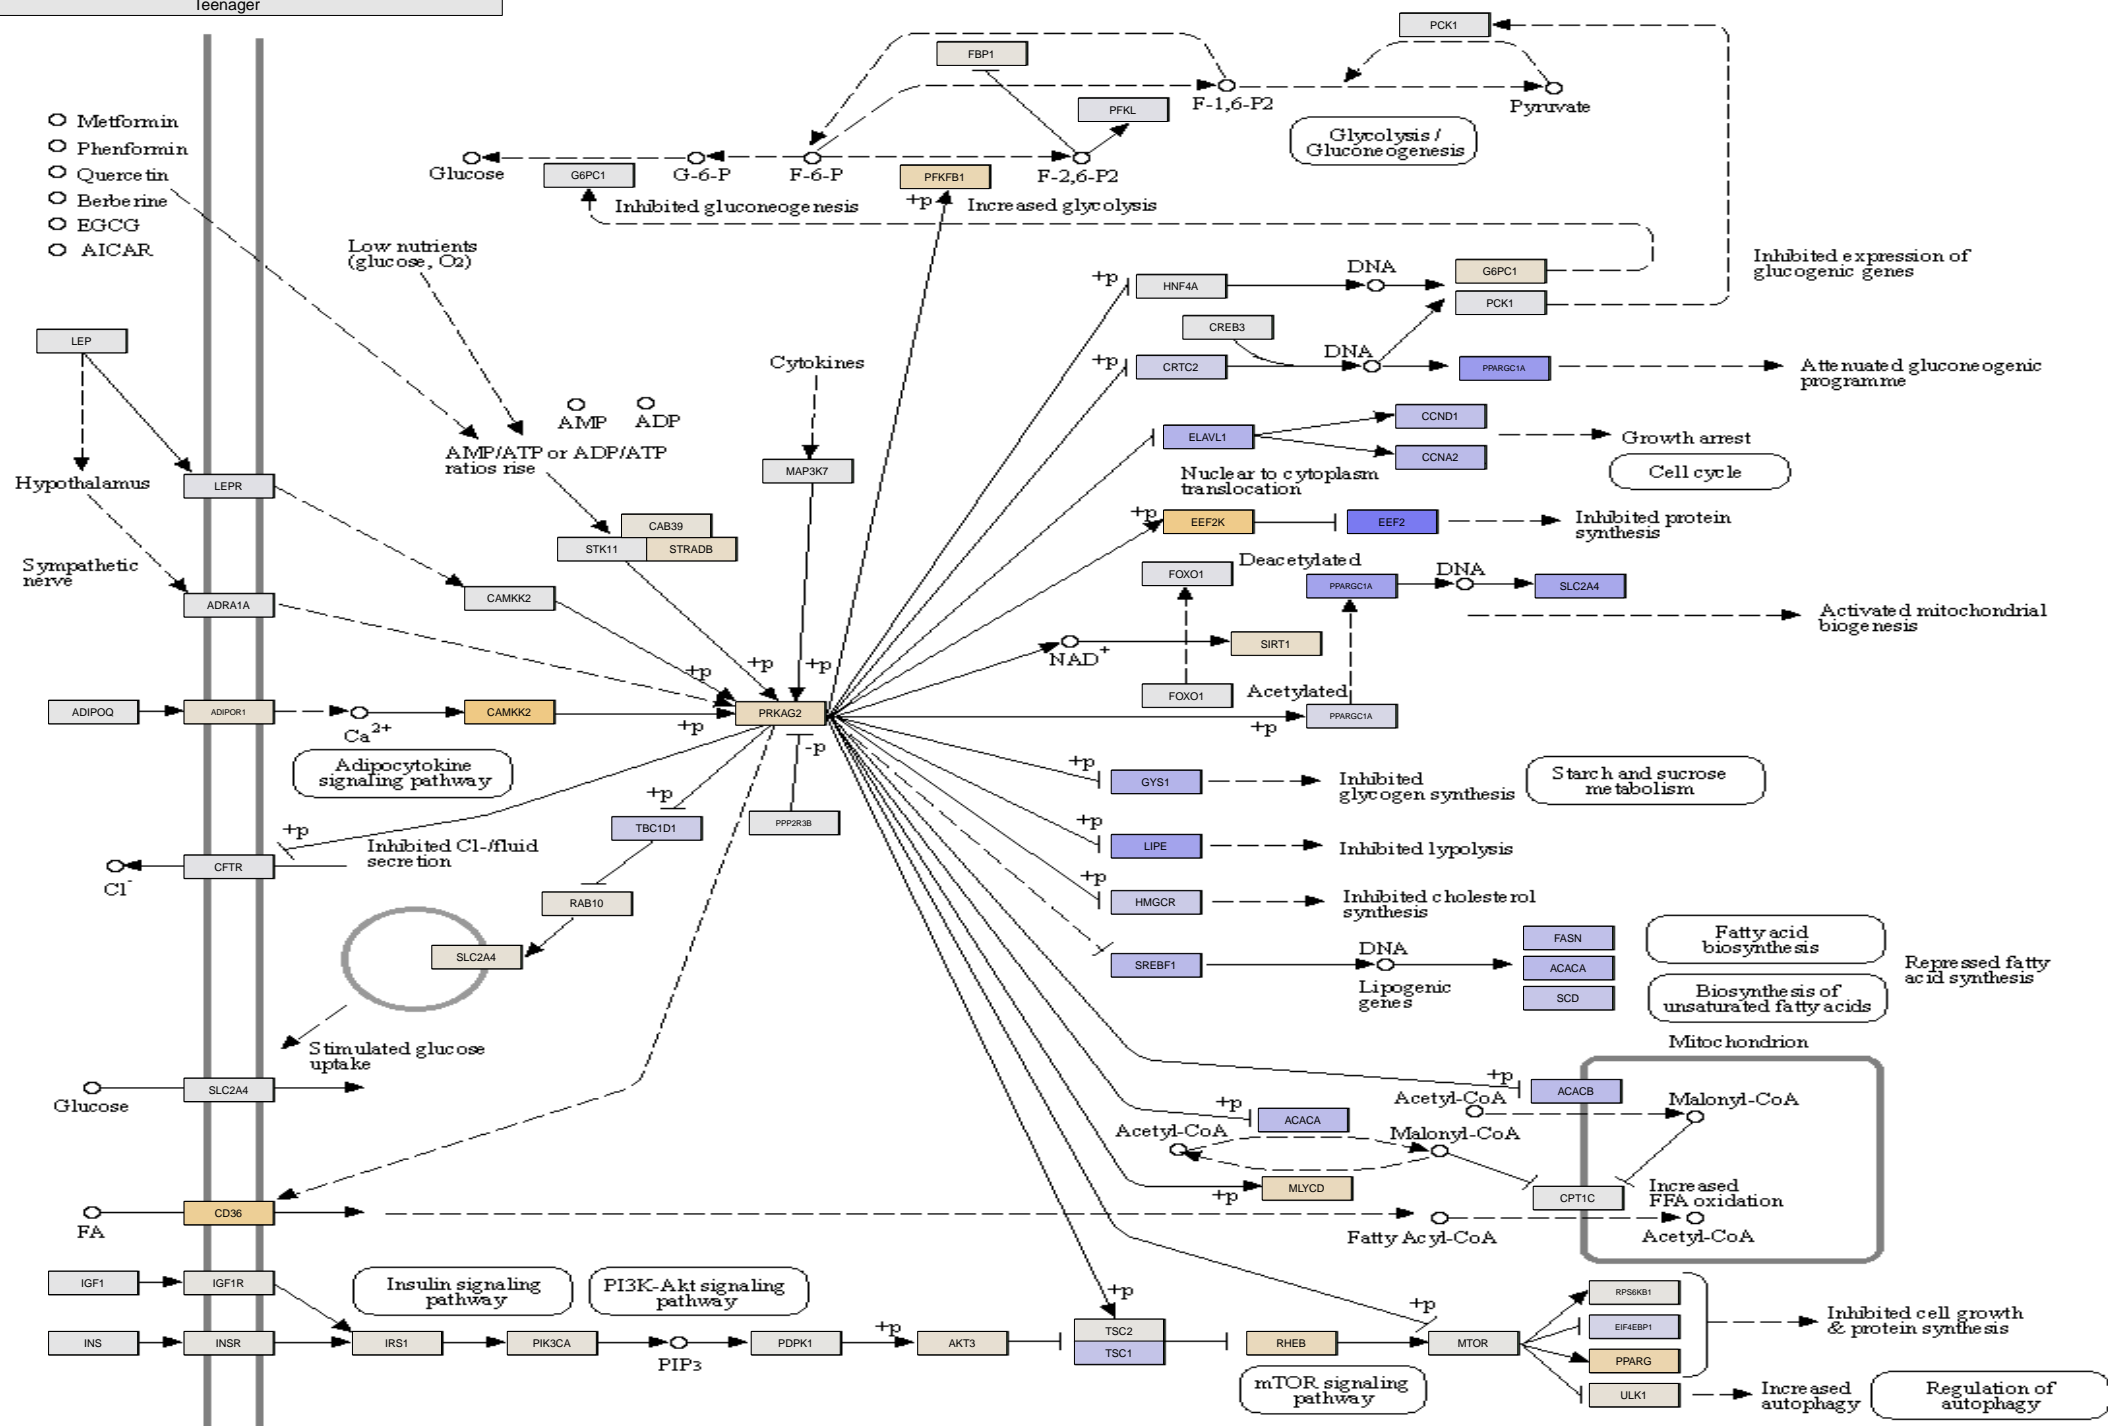 Teenager
PCK1
FBP1
F-1,6-P2
Pyruvate
PFKL
Metformin
Phenformin
Quercetin
Berberine
EGCG
AICAR
Glycolysis /
Gluconeogenesis
Glucose
G6PC1
G-6-P
F-6-P
PFKFB1
F-2,6-P2
Inhibited gluconeogenesis
+p
Increased glycolysis
Low nutrients
(glucose, O2)
Inhibited expression of
glucogenic genes
+p
HNF4A
DNA
G6PC1
PCK1
CREB3
LEP
Cytokines
+p
CRTC2
DNA
PPARGC1A
Attenuated gluconeogenic
programme
AMP
ADP
AMP/ATP or ADP/ATP
ratios rise
ELAVL1
CCND1
CCNA2
Growth arrest
Cell cycle
Nuclear to cytoplasm
translocation
MAP3K7
Hypothalamus
LEPR
+p
EEF2K
EEF2
Inhibited protein
synthesis
CAB39
STK11
STRADB
Sympathetic
nerve
Deacetylated
FOXO1
PPARGC1A
DNA
SLC2A4
Activated mitochondrial
biogenesis
ADRA1A
CAMKK2
NAD+
SIRT1
+p
+p
+p
FOXO1
Acetylated
PPARGC1A
+p
ADIPOQ
ADIPOR1
Ca2+
CAMKK2
+p
PRKAG2
-p
Adipocytokine
signaling pathway
+p
TBC1D1
PPP2R3B
+p
GYS1
Inhibited
glycogen synthesis
Starch and sucrose
metabolism
+p
Inhibited Cl-/fluid
secretion
CFTR
Cl-
+p
LIPE
Inhibited lypolysis
RAB10
+p
HMGCR
Inhibited cholesterol
synthesis
SLC2A4
SREBF1
DNA
Lipogenic
genes
FASN
ACACA
SCD
Fatty acid
biosynthesis
Biosynthesis of
unsaturated fatty acids
Repressed fatty
acid synthesis
Stimulated glucose
uptake
Glucose
SLC2A4
Mitochondrion
+p
ACACB
Acetyl-CoA
Malonyl-CoA
+p
ACACA
Acetyl-CoA
Malonyl-CoA
+p
MLYCD
CPT1C
Increased
FFA oxidation
FA
CD36
Fatty Acyl-CoA
Acetyl-CoA
IGF1
IGF1R
Insulin signaling
pathway
PI3K-Akt signaling
pathway
INS
INSR
IRS1
PIK3CA
PIP3
PDPK1
+p
AKT3
+p
TSC2
TSC1
RHEB
+p
MTOR
RPS6KB1
EIF4EBP1
PPARG
ULK1
Inhibited cell growth
& protein synthesis
mTOR signaling
pathway
Increased
autophagy
Regulation of
autophagy